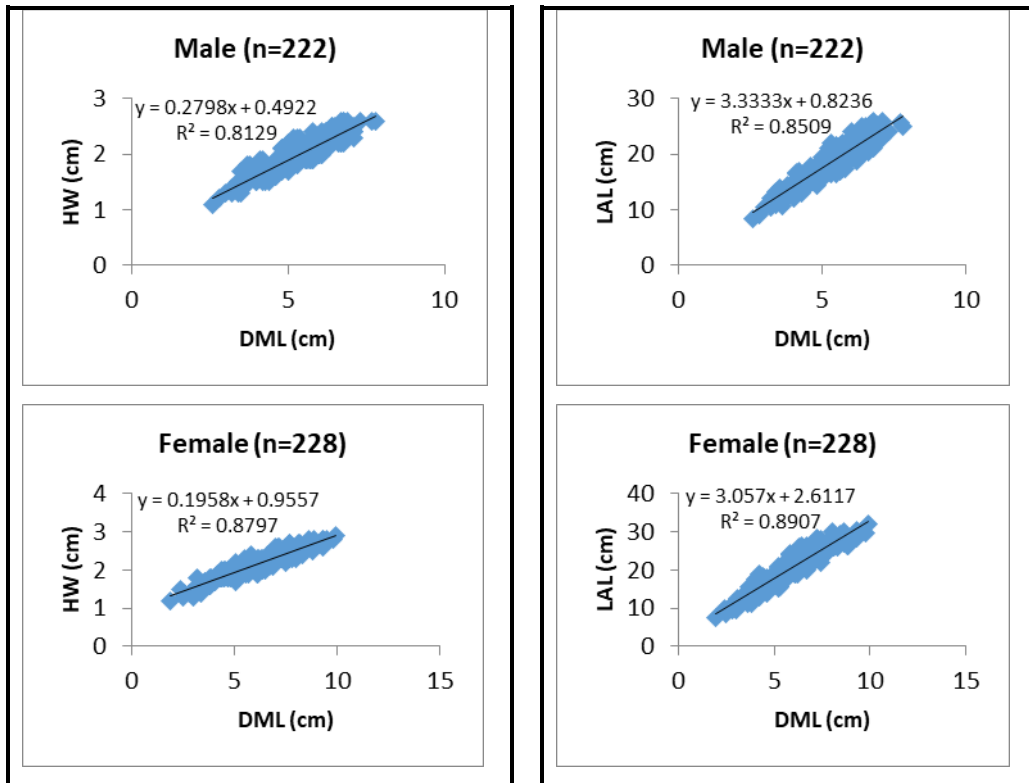 Male (n=222)
y = 0.2798x + 0.4922
R² = 0.8129
HW (cm)
3
2
1
0
0 5 10
DML (cm)
Male (n=222)
y = 3.3333x + 0.8236
R² = 0.8509
LAL (cm)
30
20
10
0
0 5 10
DML (cm)
Female (n=228)
y = 0.1958x + 0.9557
R² = 0.8797
HW (cm)
4
3
2
1
0
0 5 10 15
DML (cm)
Female (n=228)
y = 3.057x + 2.6117
R² = 0.8907
LAL (cm)
40
30
20
10
0
0 5 10 15
DML (cm)